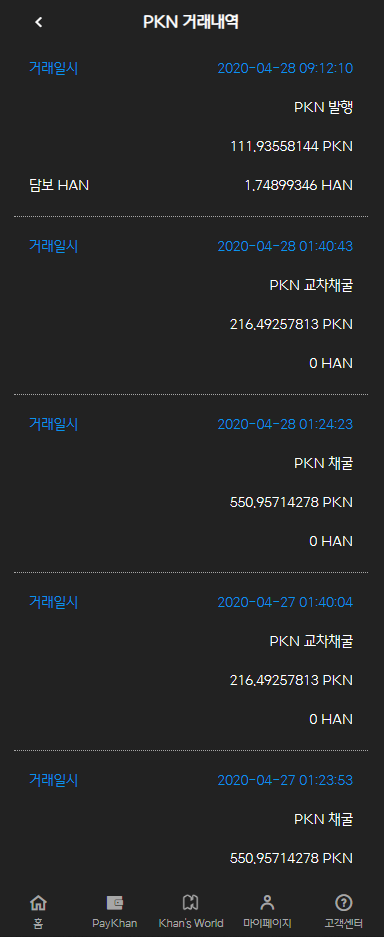 PKN 거래내역
거래일시 2020-04-28 09:12:10
PKN 발행
111.93558144 PKN
담보 HAN 1.74899346 HAN
거래일시 2020-04-28 01:40:43
PKN 교차채굴
216.49257813 PKN
0 HAN
거래일시 2020-04-28 01:24:23
PKN 채굴
550.95714278 PKN
0 HAN
거래일시 2020-04-27 01:40:04
PKN 교차채굴
216.49257813 PKN
0 HAN
거래일시 2020-04-27 01:23:53
PKN 채굴
550.95714278 PKN
홈 PayKhan Khan's World 마이페이지 고객센터